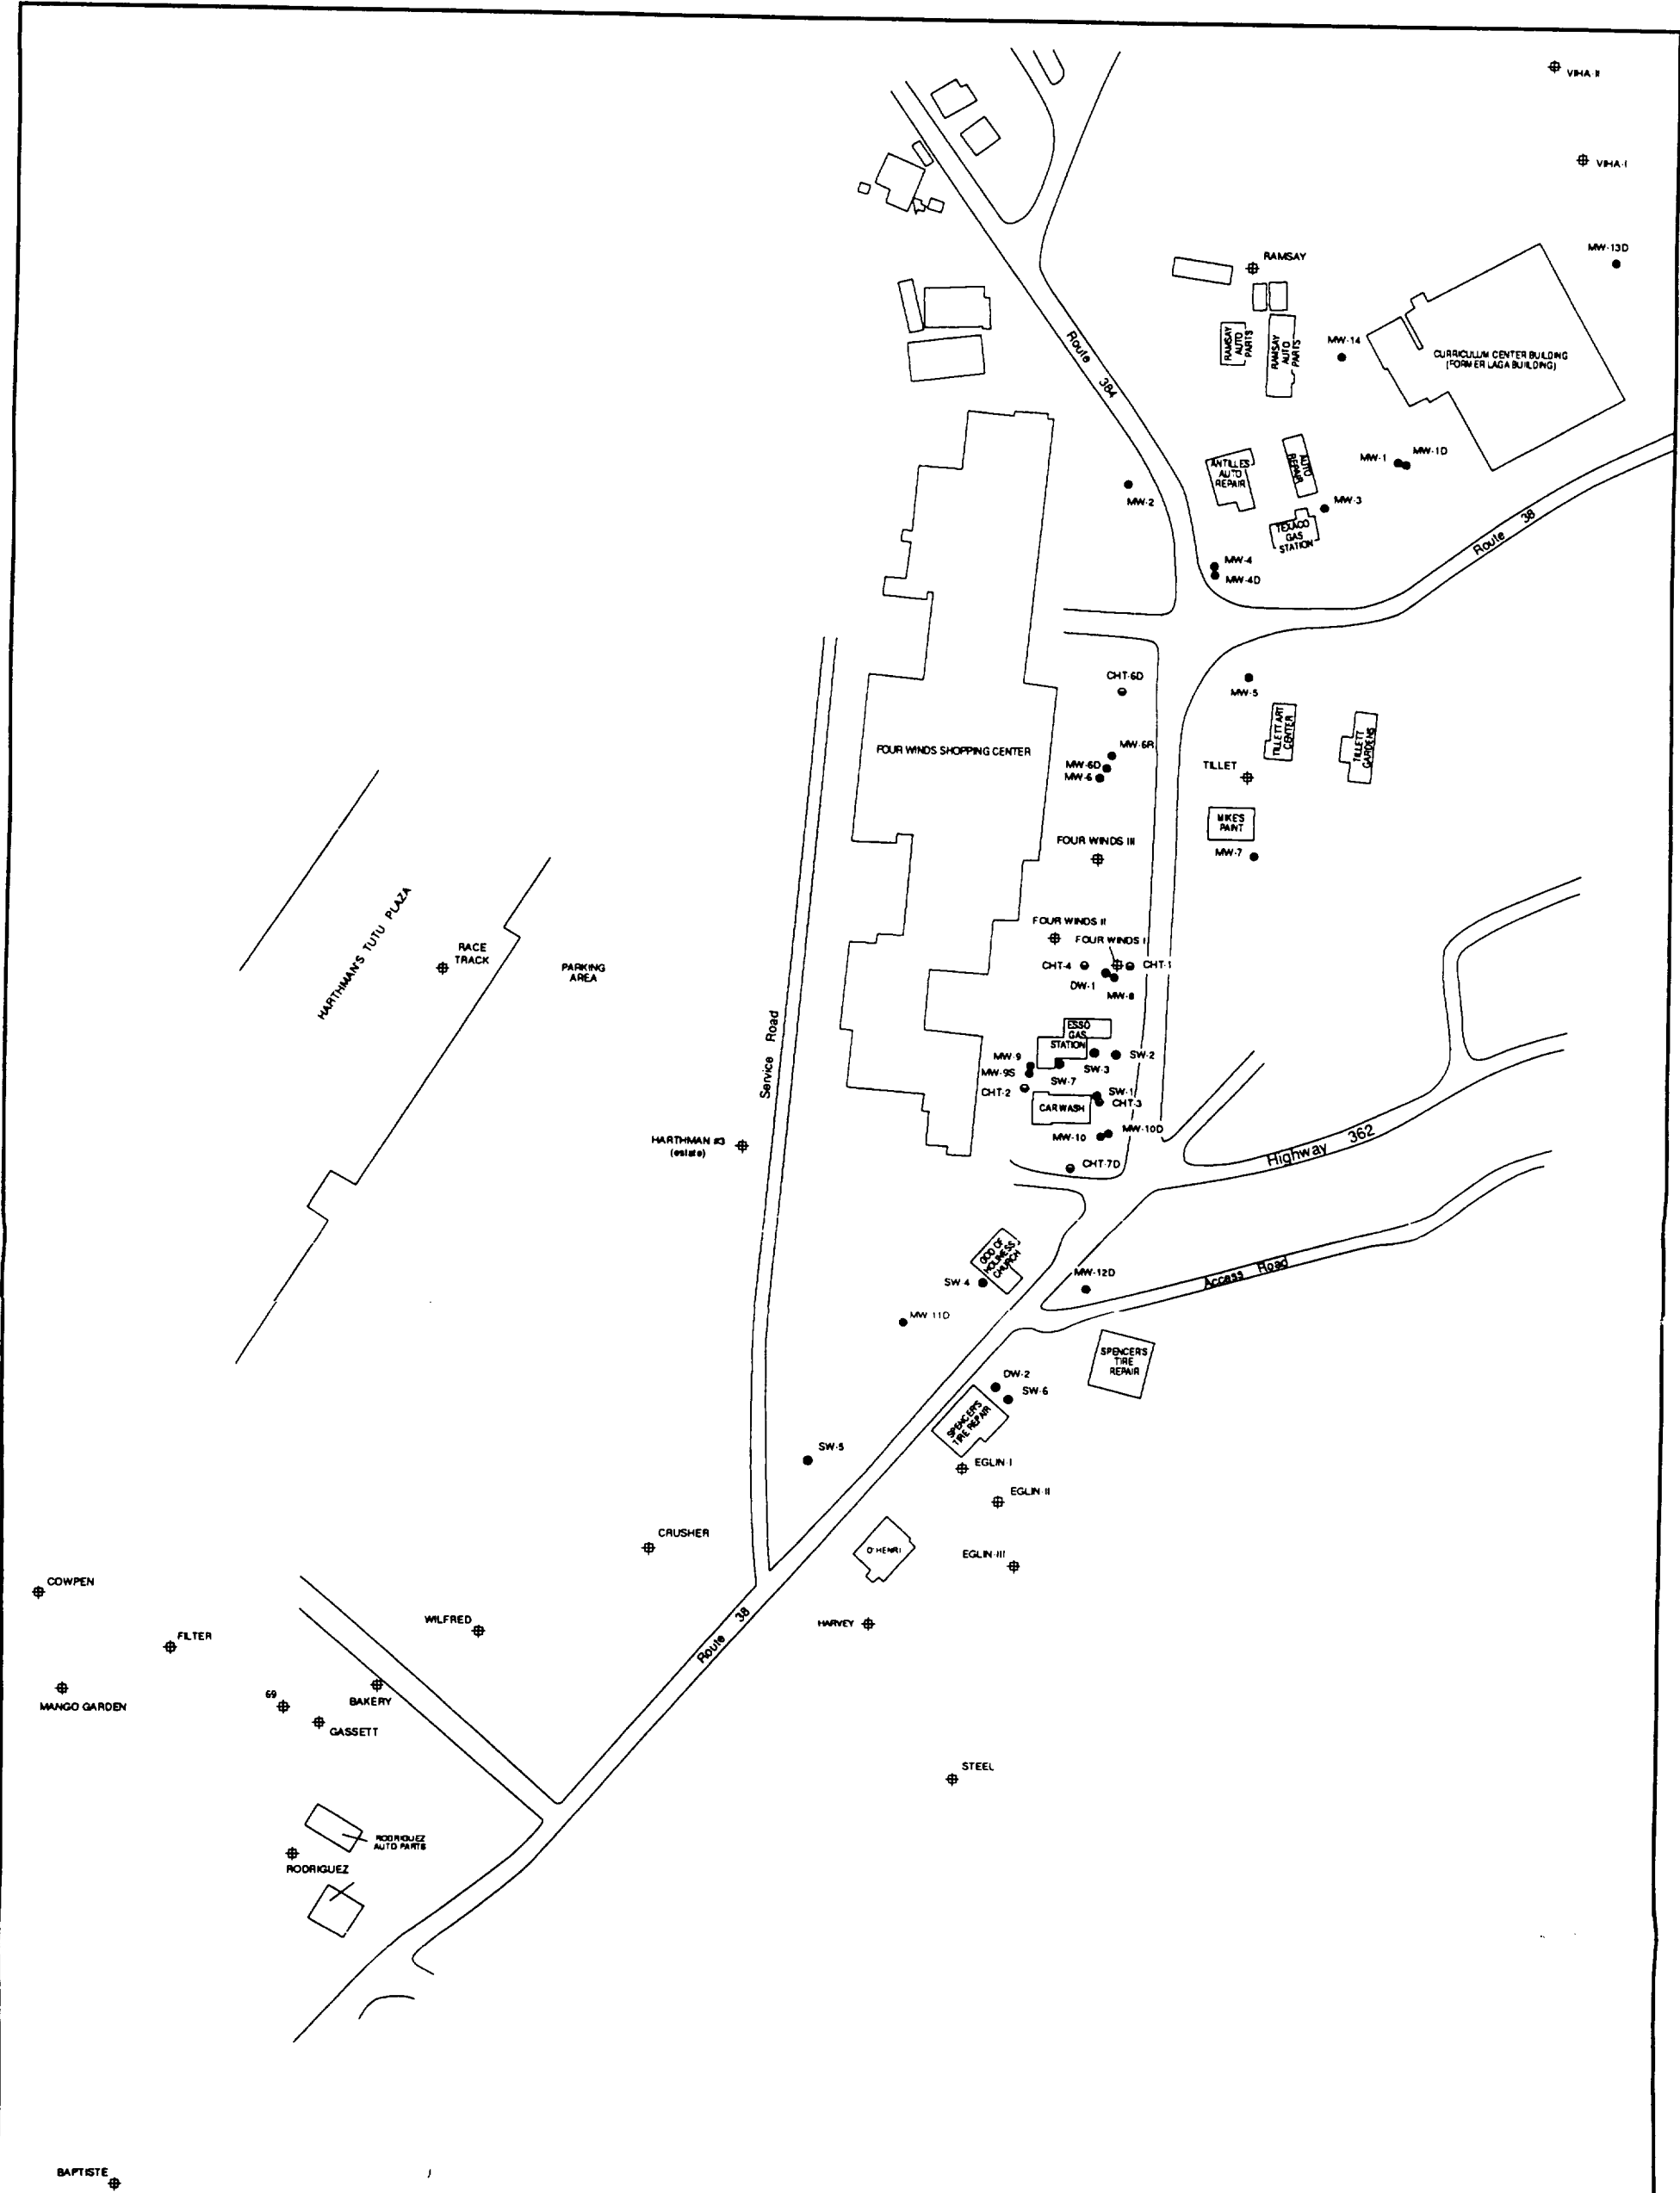 VIHA-II
VIHA-I
MW-13D
RAMSAY
RAMSAY
AUTO
PARTS
RAMSAY
AUTO
PARTS
MW-14
CURRICULUM CENTER BUILDING
(FORMER LAGA BUILDING)
Route 384
MW-1
MW-1D
ANTILLES
AUTO
REPAIR
AUTO
REPAIR
MW-2
MW-3
TEXACO
GAS
STATION
Route 38
MW-4
MW-4D
CHT-6D
MW-5
TILLETT ART
CENTER
TILLETT
GARDENS
FOUR WINDS SHOPPING CENTER
MW-6R
MW-6D
MW-6
TILLET
MIKE'S
PAINT
FOUR WINDS III
MW-7
HARTHMAN'S TUTU PLAZA
RACE
TRACK
PARKING
AREA
FOUR WINDS II
FOUR WINDS I
CHT-4
CHT-1
DW-1
MW-8
Service Road
ESSO
GAS
STATION
MW-9
SW-2
SW-3
MW-9S
SW-7
CHT-2
SW-1
CHT-3
CAR WASH
MW-10
MW-10D
HARTHMAN #3
(estate)
CHT-7D
Highway 362
GOD OF
HOLINESS
CHURCH
SW-4
MW-12D
Access Road
MW-11D
SPENCER'S
TIRE
REPAIR
DW-2
SW-6
SPENCER'S
TIRE REPAIR
SW-5
EGLIN-I
EGLIN-II
CRUSHER
O'HENRI
EGLIN-III
COWPEN
WILFRED
Route 38
HARVEY
FILTER
MANGO GARDEN
69
BAKERY
GASSETT
STEEL
RODRIGUEZ
AUTO PARTS
RODRIGUEZ
BAPTISTE